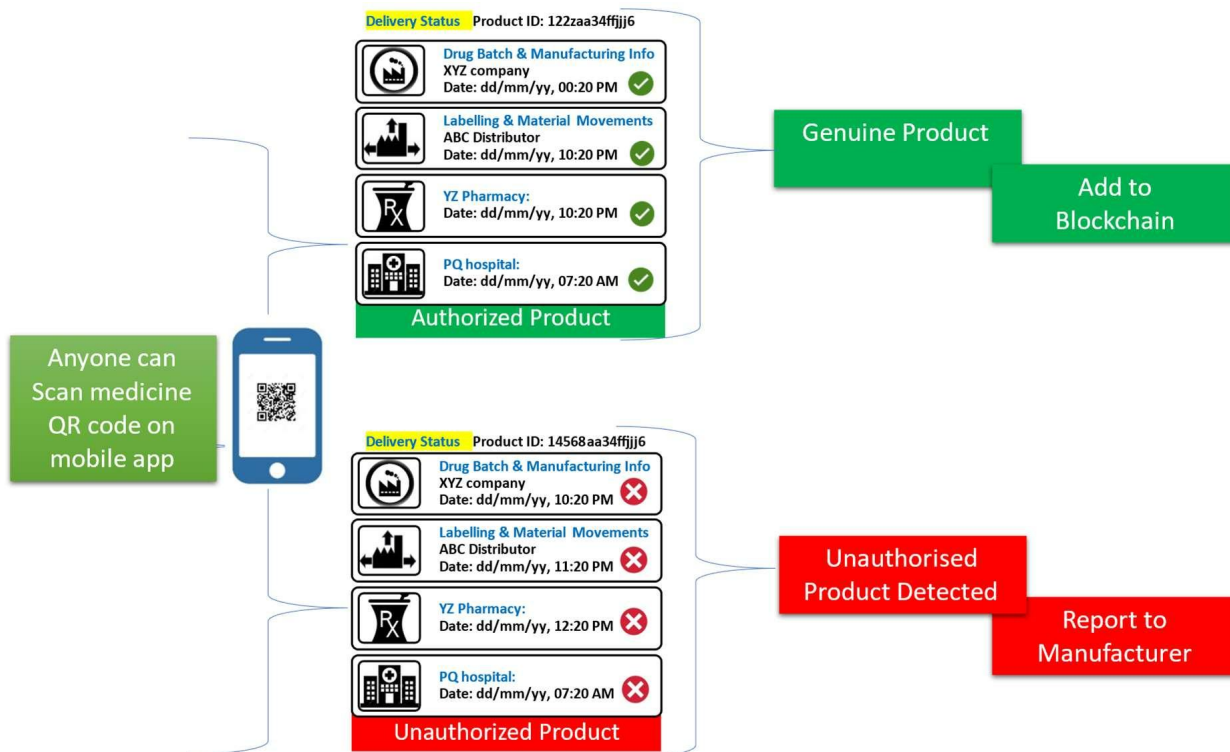 Anyone can
Scan medicine
QR code on
mobile app
Delivery Status Product ID: 122zaa34ffjjj6
Drug Batch & Manufacturing Info
XYZ company
Date: dd/mm/yy, 00:20 PM
Labelling & Material Movements
ABC Distributor
Date: dd/mm/yy, 10:20 PM
RX
YZ Pharmacy:
Date: dd/mm/yy, 10:20 PM
PQ hospital:
Date: dd/mm/yy, 07:20 AM
Authorized Product
Genuine Product
Add to
Blockchain
Delivery Status Product ID: 14568aa34ffjjj6
Drug Batch & Manufacturing Info
XYZ company
Date: dd/mm/yy, 10:20 PM
Labelling & Material Movements
ABC Distributor
Date: dd/mm/yy, 11:20 PM
RX
YZ Pharmacy:
Date: dd/mm/yy, 12:20 PM
PQ hospital:
Date: dd/mm/yy, 07:20 AM
Unauthorized Product
Unauthorised
Product Detected
Report to
Manufacturer